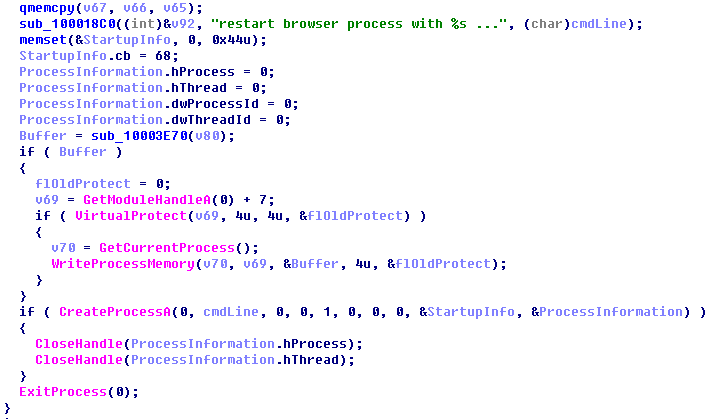 qmemcpy(v67, v66, v65);
sub_100018C0((int)&v92, "restart browser process with %s ...", (char)cmdLine);
memset(&StartupInfo, 0, 0x44u);
StartupInfo.cb = 68;
ProcessInformation.hProcess = 0;
ProcessInformation.hThread = 0;
ProcessInformation.dwProcessId = 0;
ProcessInformation.dwThreadId = 0;
Buffer = sub_10003E70(v80);
if ( Buffer )
{
flOldProtect = 0;
v69 = GetModuleHandleA(0) + 7;
if ( VirtualProtect(v69, 4u, 4u, &flOldProtect) )
{
v70 = GetCurrentProcess();
WriteProcessMemory(v70, v69, &Buffer, 4u, &flOldProtect);
}
}
if ( CreateProcessA(0, cmdLine, 0, 0, 1, 0, 0, 0, &StartupInfo, &ProcessInformation) )
{
CloseHandle(ProcessInformation.hProcess);
CloseHandle(ProcessInformation.hThread);
}
ExitProcess(0);
}